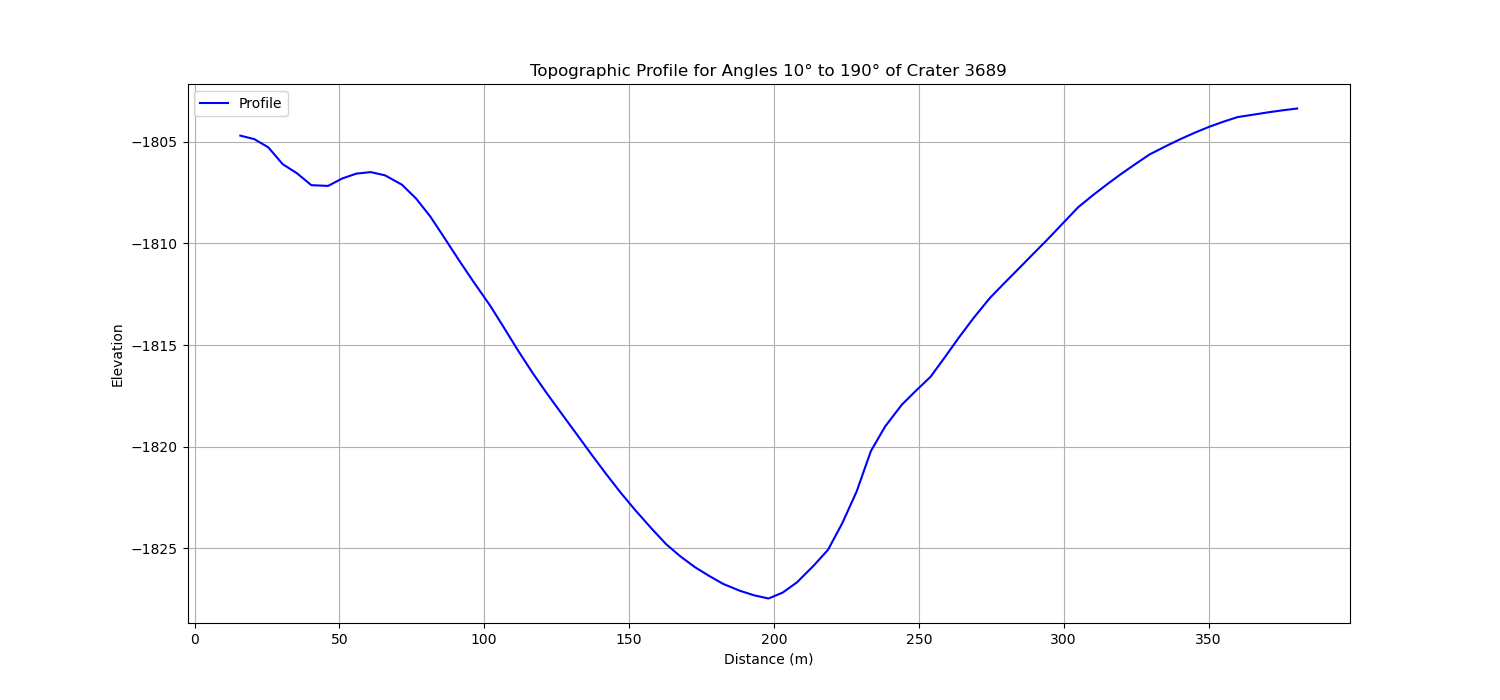 Topographic Profile for Angles 10° to 190° of Crater 3689
Profile
−1805
−1810
−1815
−1820
−1825
Elevation
0 50 100 150 200 250 300 350
Distance (m)